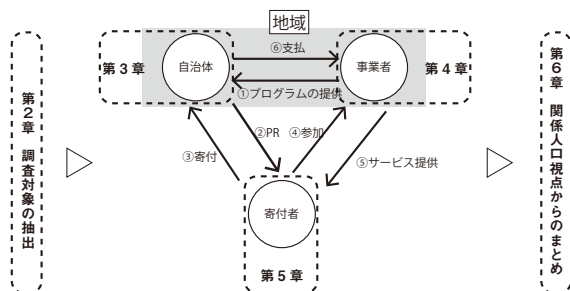 地域
第2章　調査対象の抽出
第3章
自治体
⑥支払
①プログラムの提供
事業者
第4章
②PR
④参加
③寄付
⑤サービス提供
寄付者
第5章
第6章　関係人口視点からのまとめ